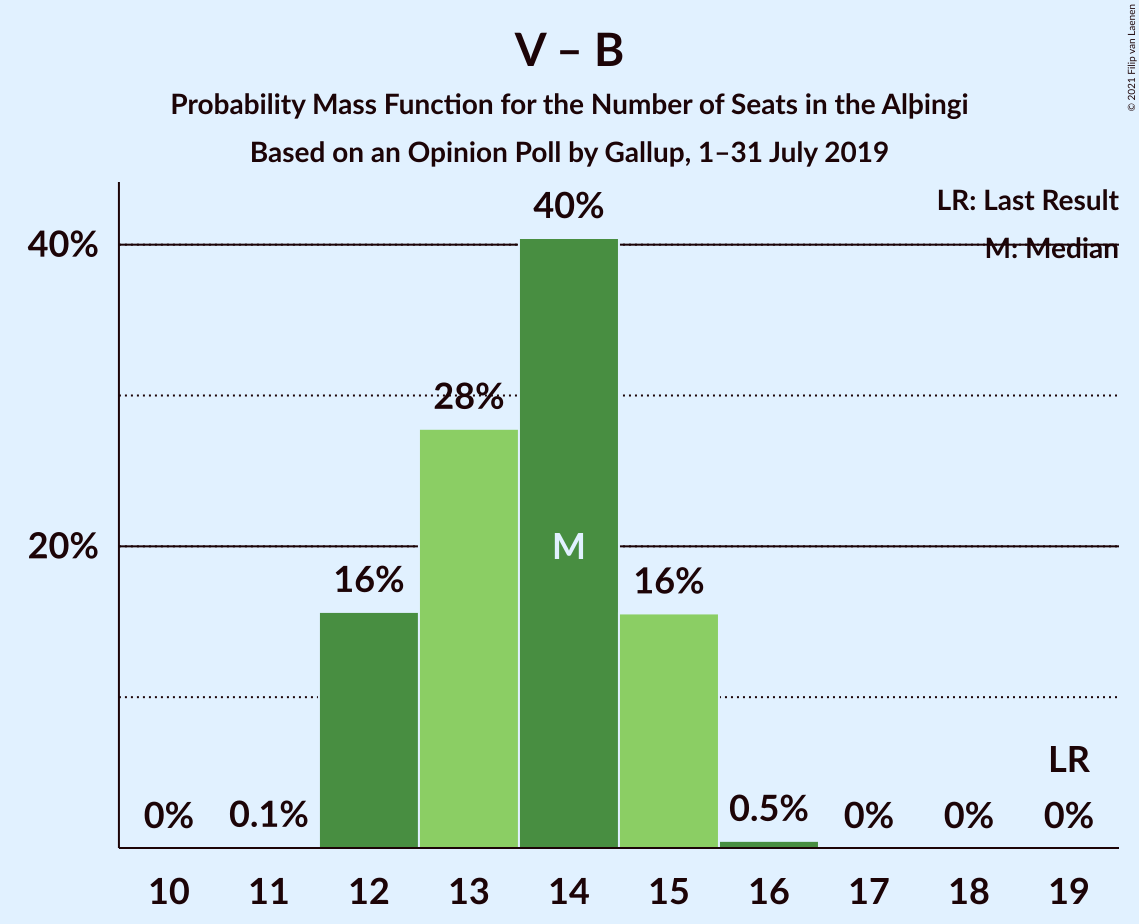 V – B
Probability Mass Function for the Number of Seats in the Alþingi
Based on an Opinion Poll by Gallup, 1–31 July 2019
© 2021 Filip van Laenen
LR: Last Result
M: Median
40%
20%
0%
0.1%
16%
28%
40%
M
16%
0.5%
0%
0%
LR
0%
10 11 12 13 14 15 16 17 18 19